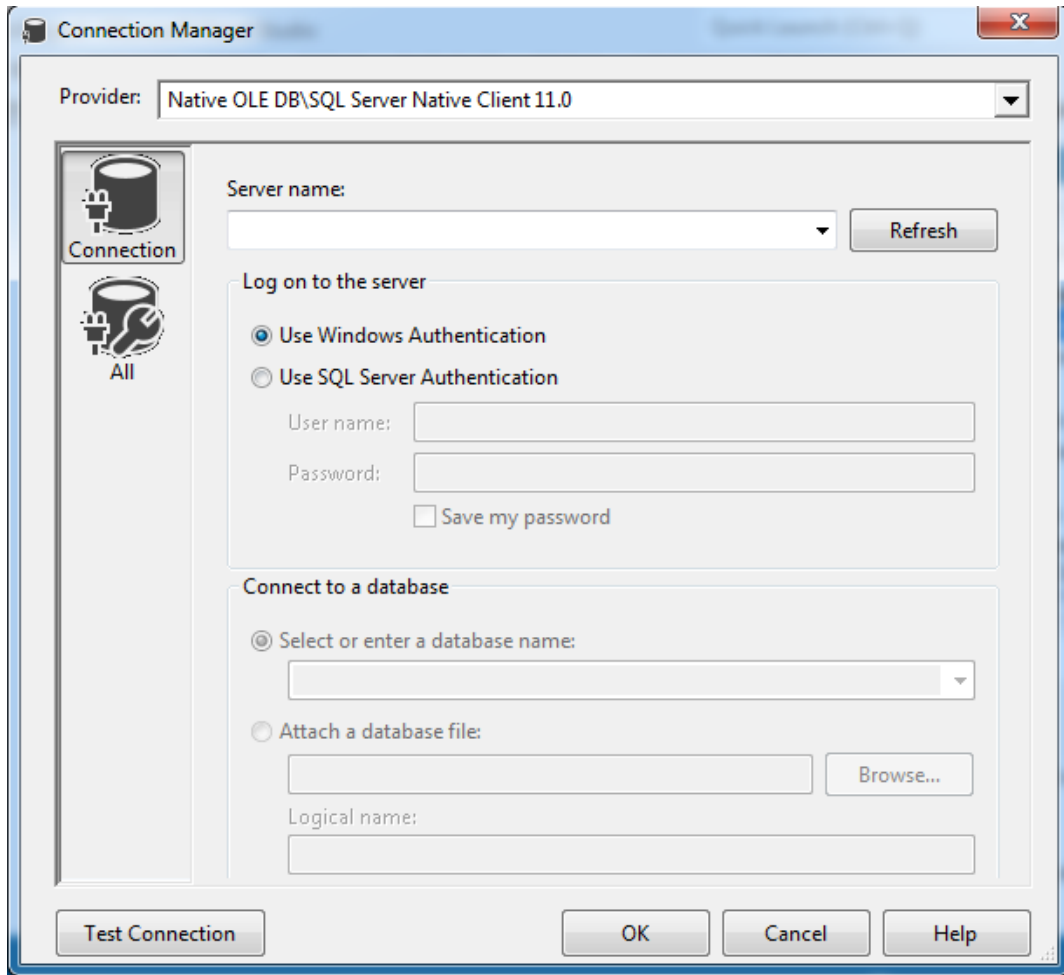 Connection Manager
Provider: Native OLE DB\SQL Server Native Client 11.0
Connection
All
Server name:
Refresh
Log on to the server
Use Windows Authentication
Use SQL Server Authentication
User name:
Password:
Save my password
Connect to a database
Select or enter a database name:
Attach a database file:
Browse...
Logical name:
Test Connection OK Cancel Help